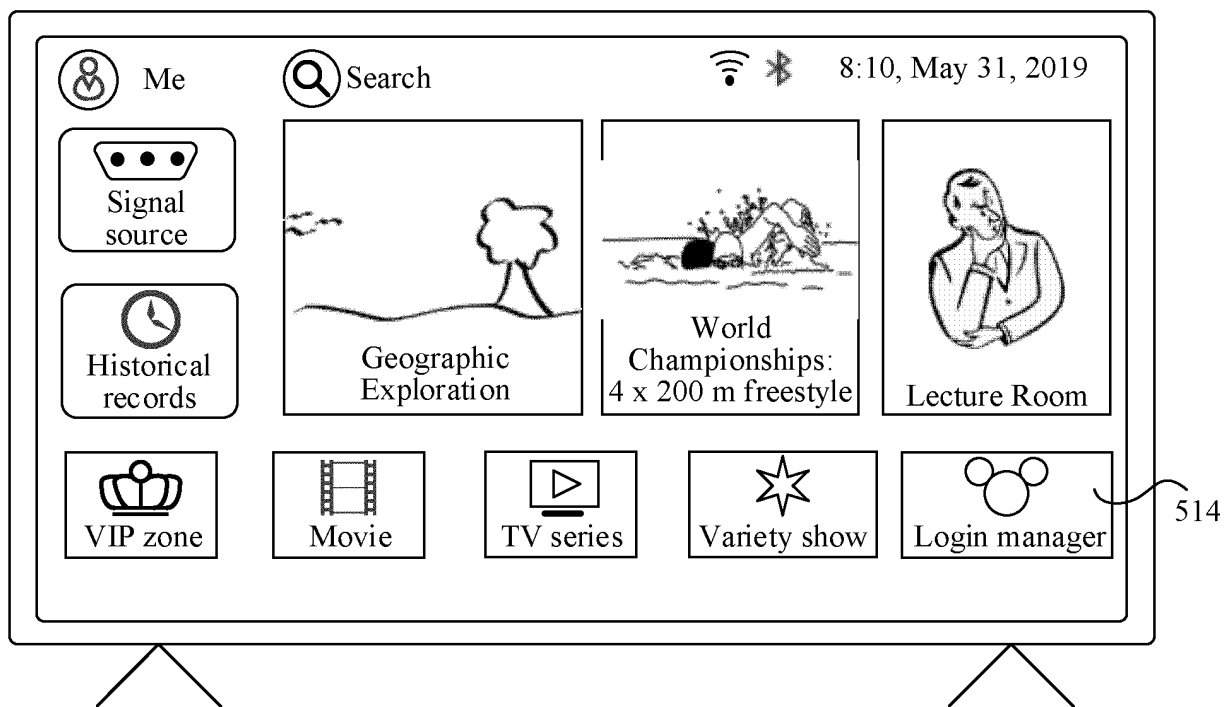 Me
Search
8:10, May 31, 2019
Signal
source
Historical
records
Geographic
Exploration
World
Championships:
4 x 200 m freestyle
Lecture Room
VIP zone
Movie
TV series
Variety show
Login manager
514